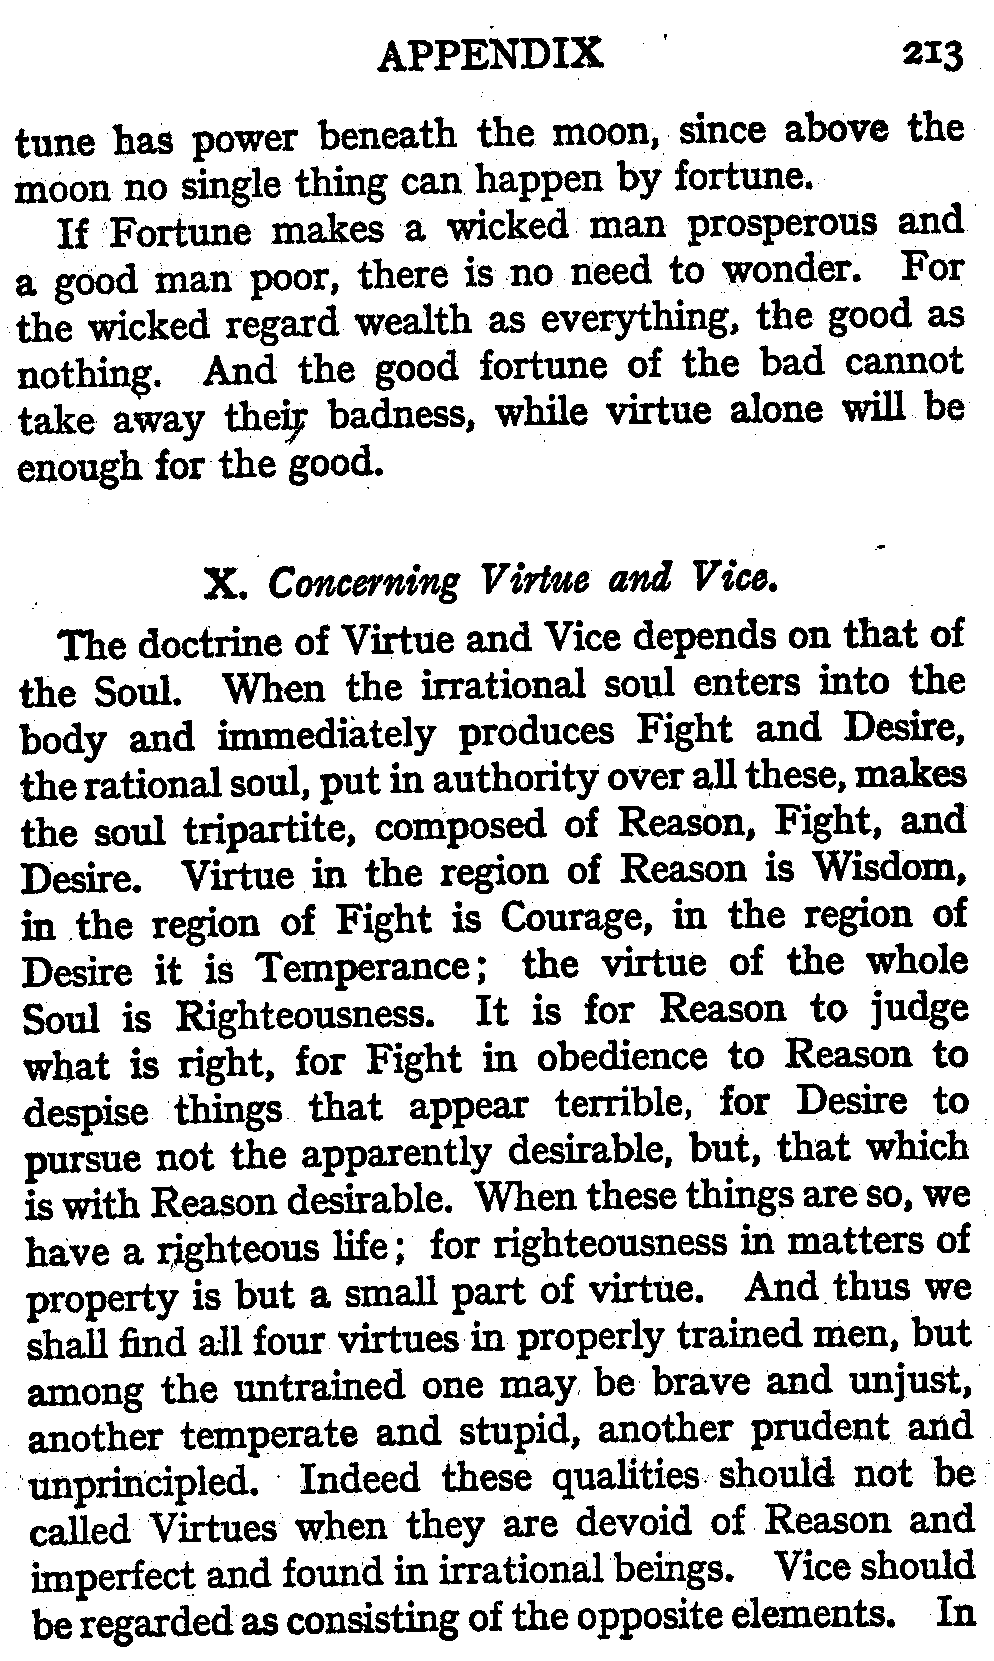 APPENDIX 213
tune has power beneath the moon, since above the
moon no single thing can happen by fortune.
If Fortune makes a wicked man prosperous and
a good man poor, there is no need to wonder. For
the wicked regard wealth as everything, the good as
nothing. And the good fortune of the bad cannot
take away their badness, while virtue alone will be
enough for the good.
X. Concerning Virtue and Vice.
The doctrine of Virtue and Vice depends on that of
the Soul. When the irrational soul enters into the
body and immediately produces Fight and Desire,
the rational soul, put in authority over all these, makes
the soul tripartite, composed of Reason, Fight, and
Desire. Virtue in the region of Reason is Wisdom,
in the region of Fight is Courage, in the region of
Desire it is Temperance; the virtue of the whole
Soul is Righteousness. It is for Reason to judge
what is right, for Fight in obedience to Reason to
despise things that appear terrible, for Desire to
pursue not the apparently desirable, but, that which
is with Reason desirable. When these things are so, we
have a righteous life; for righteousness in matters of
property is but a small part of virtue. And thus we
shall find all four virtues in properly trained men, but
among the untrained one may be brave and unjust,
another temperate and stupid, another prudent and
unprincipled. Indeed these qualities should not be
called Virtues when they are devoid of Reason and
imperfect and found in irrational beings. Vice should
be regarded as consisting of the opposite elements. In